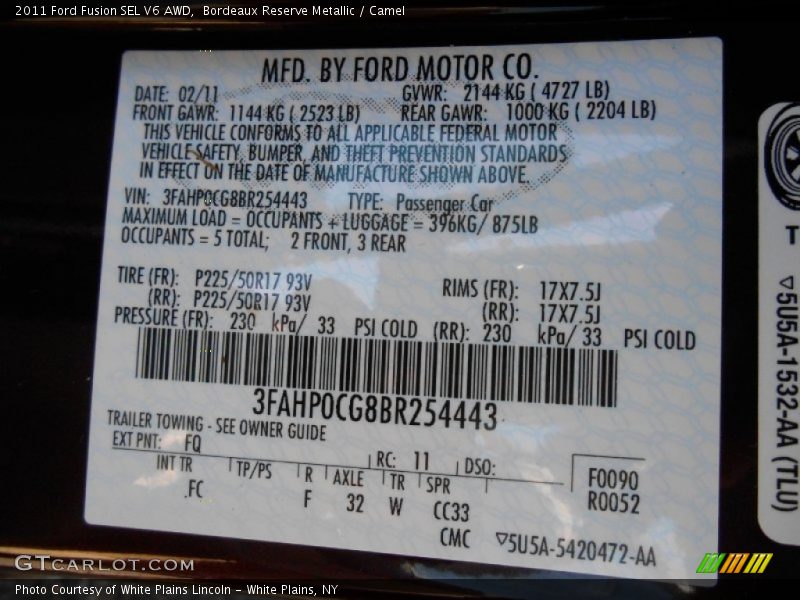 2011 Ford Fusion SEL V6 AWD, Bordeaux Reserve Metallic / Camel
MFD. BY FORD MOTOR CO.
DATE: 02/11 GVWR: 2144 KG ( 4727 LB)
FRONT GAWR: 1144 KG ( 2523 LB) REAR GAWR: 1000 KG ( 2204 LB)
THIS VEHICLE CONFORMS TO ALL APPLICABLE FEDERAL MOTOR
VEHICLE SAFETY, BUMPER, AND THEFT PREVENTION STANDARDS
IN EFFECT ON THE DATE OF MANUFACTURE SHOWN ABOVE.
VIN: 3FAHP0CG8BR254443 TYPE: Passenger Car
MAXIMUM LOAD = OCCUPANTS + LUGGAGE = 396KG/ 875LB
OCCUPANTS = 5 TOTAL; 2 FRONT, 3 REAR
TIRE (FR): P225/50R17 93V RIMS (FR): 17X7.5J
(RR): P225/50R17 93V (RR): 17X7.5J
PRESSURE (FR): 230 kPa/ 33 PSI COLD (RR): 230 kPa/ 33 PSI COLD
3FAHP0CG8BR254443
TRAILER TOWING - SEE OWNER GUIDE
EXT PNT: FQ RC: 11 DSO: F0090
INT TR TP/PS R AXLE TR SPR R0052
FC F 32 W CC33
CMC ▽5U5A-5420472-AA
T
▽5U5A-1532-AA (TLU)
GTCARLOT.COM
Photo Courtesy of White Plains Lincoln - White Plains, NY